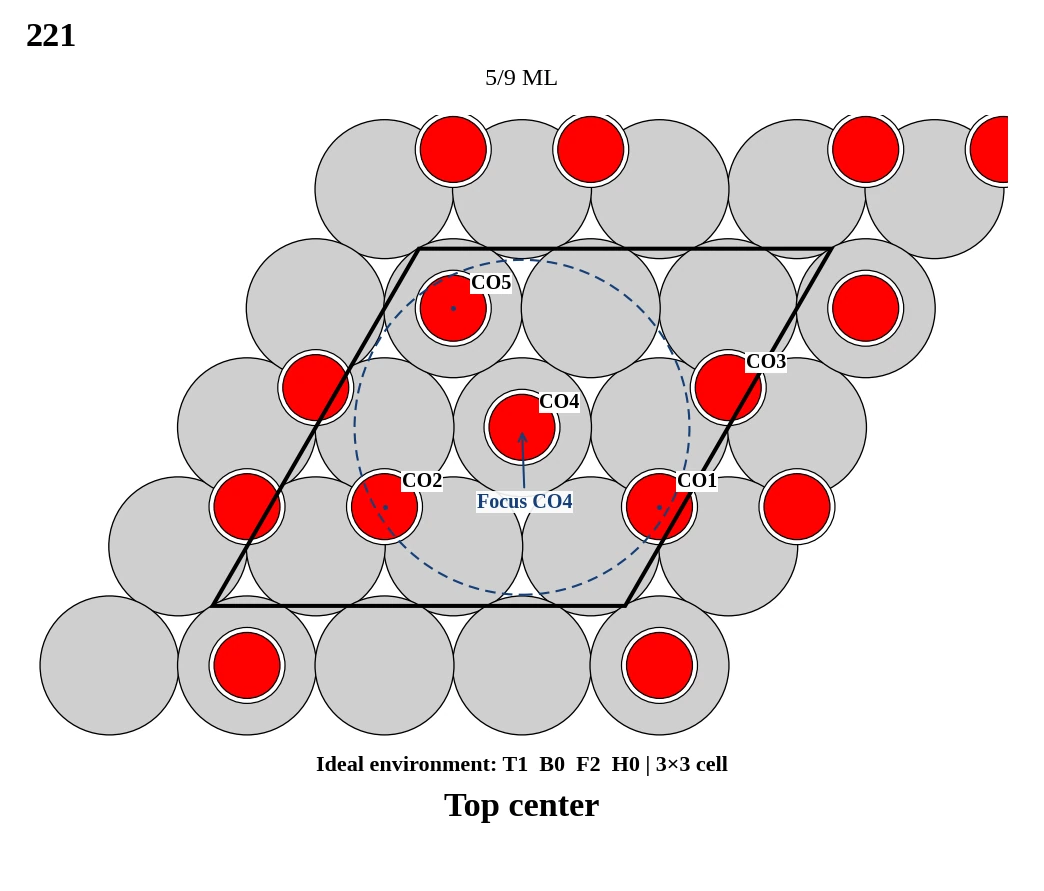 221
5/9 ML
CO5
CO3
CO4
CO2
CO1
Focus CO4
Ideal environment: T1 B0 F2 H0 | 3×3 cell
Top center